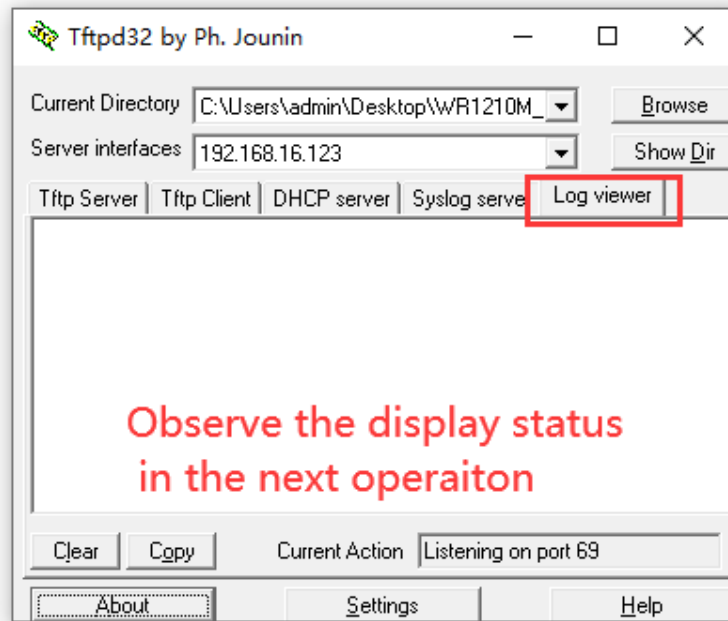 Tftpd32 by Ph. Jounin
Current Directory C:\Users\admin\Desktop\WR1210M_ Browse
Server interfaces 192.168.16.123 Show Dir
Tftp Server Tftp Client DHCP server Syslog serve Log viewer
Observe the display status
in the next operaiton
Clear Copy Current Action Listening on port 69
About Settings Help